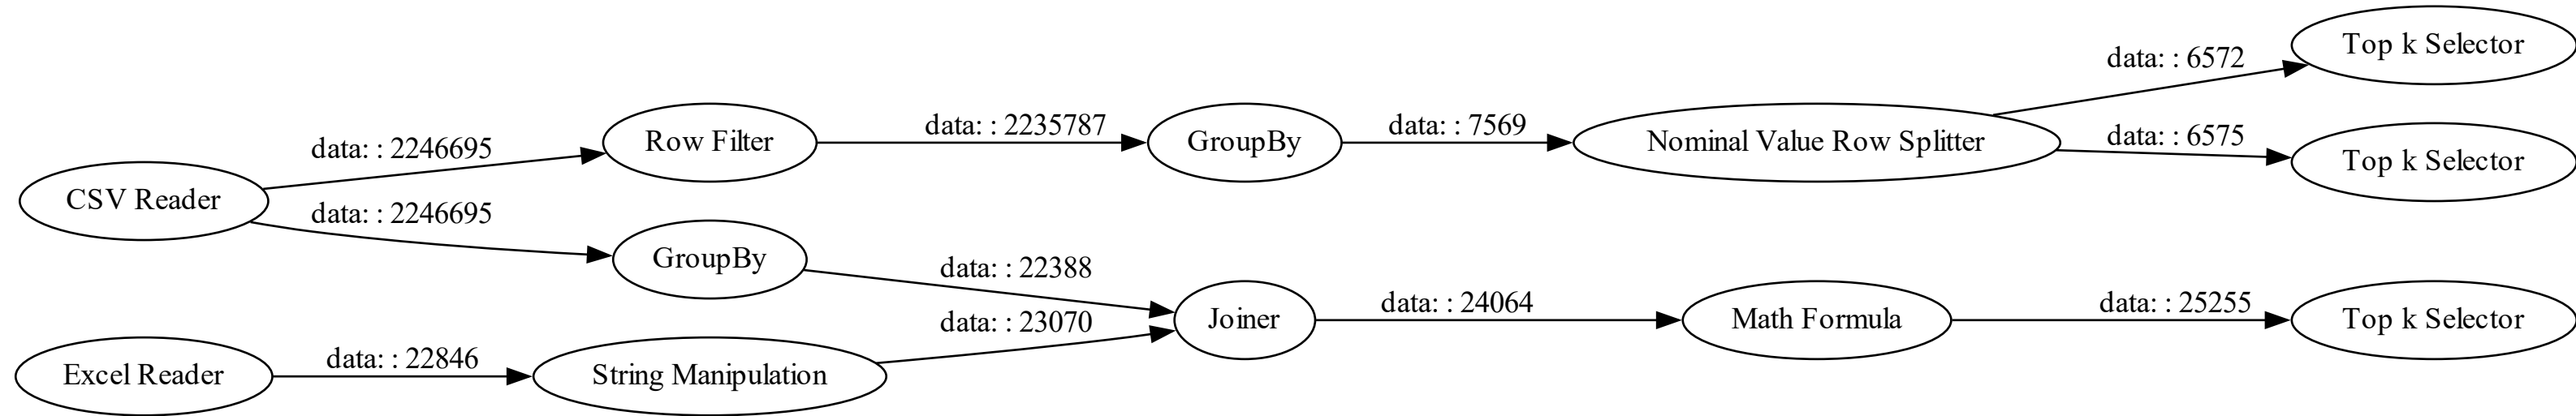 CSV Reader
data: : 2246695
Row Filter
data: : 2235787
GroupBy
data: : 7569
Nominal Value Row Splitter
data: : 6572
Top k Selector
data: : 6575
Top k Selector
data: : 2246695
GroupBy
data: : 22388
Joiner
data: : 24064
Math Formula
data: : 25255
Top k Selector
Excel Reader
data: : 22846
String Manipulation
data: : 23070